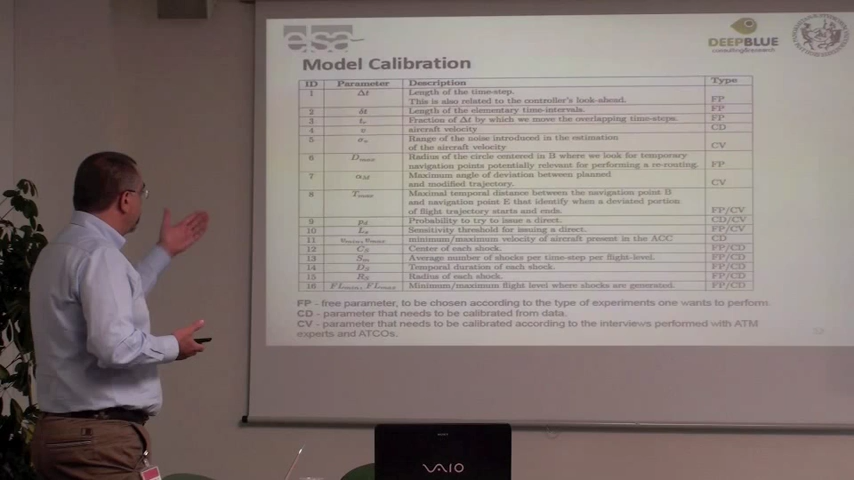 elsa
DEEPBLUE
consulting&research
Model Calibration
ID Parameter Description Type
1 Δt Length of the time-step.
This is also related to the controller's look-ahead. FP
2 δt Length of the elementary time-intervals. FP
3 Fraction of Δt by which we move the overlapping time-steps. FP
4 v aircraft velocity CD
5 Range of the noise introduced in the estimation
of the aircraft velocity CV
6 Radius of the circle centered in B where we look for temporary
navigation points potentially relevant for performing a re-routing. FP
7 Maximum angle of deviation between planned
and modified trajectory. CV
8 Maximal temporal distance between the navigation point B
and navigation point E that identify when a deviated portion
of flight trajectory starts and ends. FP/CV
9 Probability to try to issue a direct. CD/CV
10 Sensitivity threshold for issuing a direct. FP/CV
11 minimum/maximum velocity of aircraft present in the ACC CD
12 Center of each shock. FP/CD
13 Average number of shocks per time-step per flight-level. FP/CD
14 Temporal duration of each shock. FP/CD
15 Radius of each shock. FP/CD
16 Minimum/maximum flight level where shocks are generated. FP/CD
FP - free parameter, to be chosen according to the type of experiments one wants to perform.
CD - parameter that needs to be calibrated from data.
CV - parameter that needs to be calibrated according to the interviews performed with ATM
experts and ATCOs.
VAIO